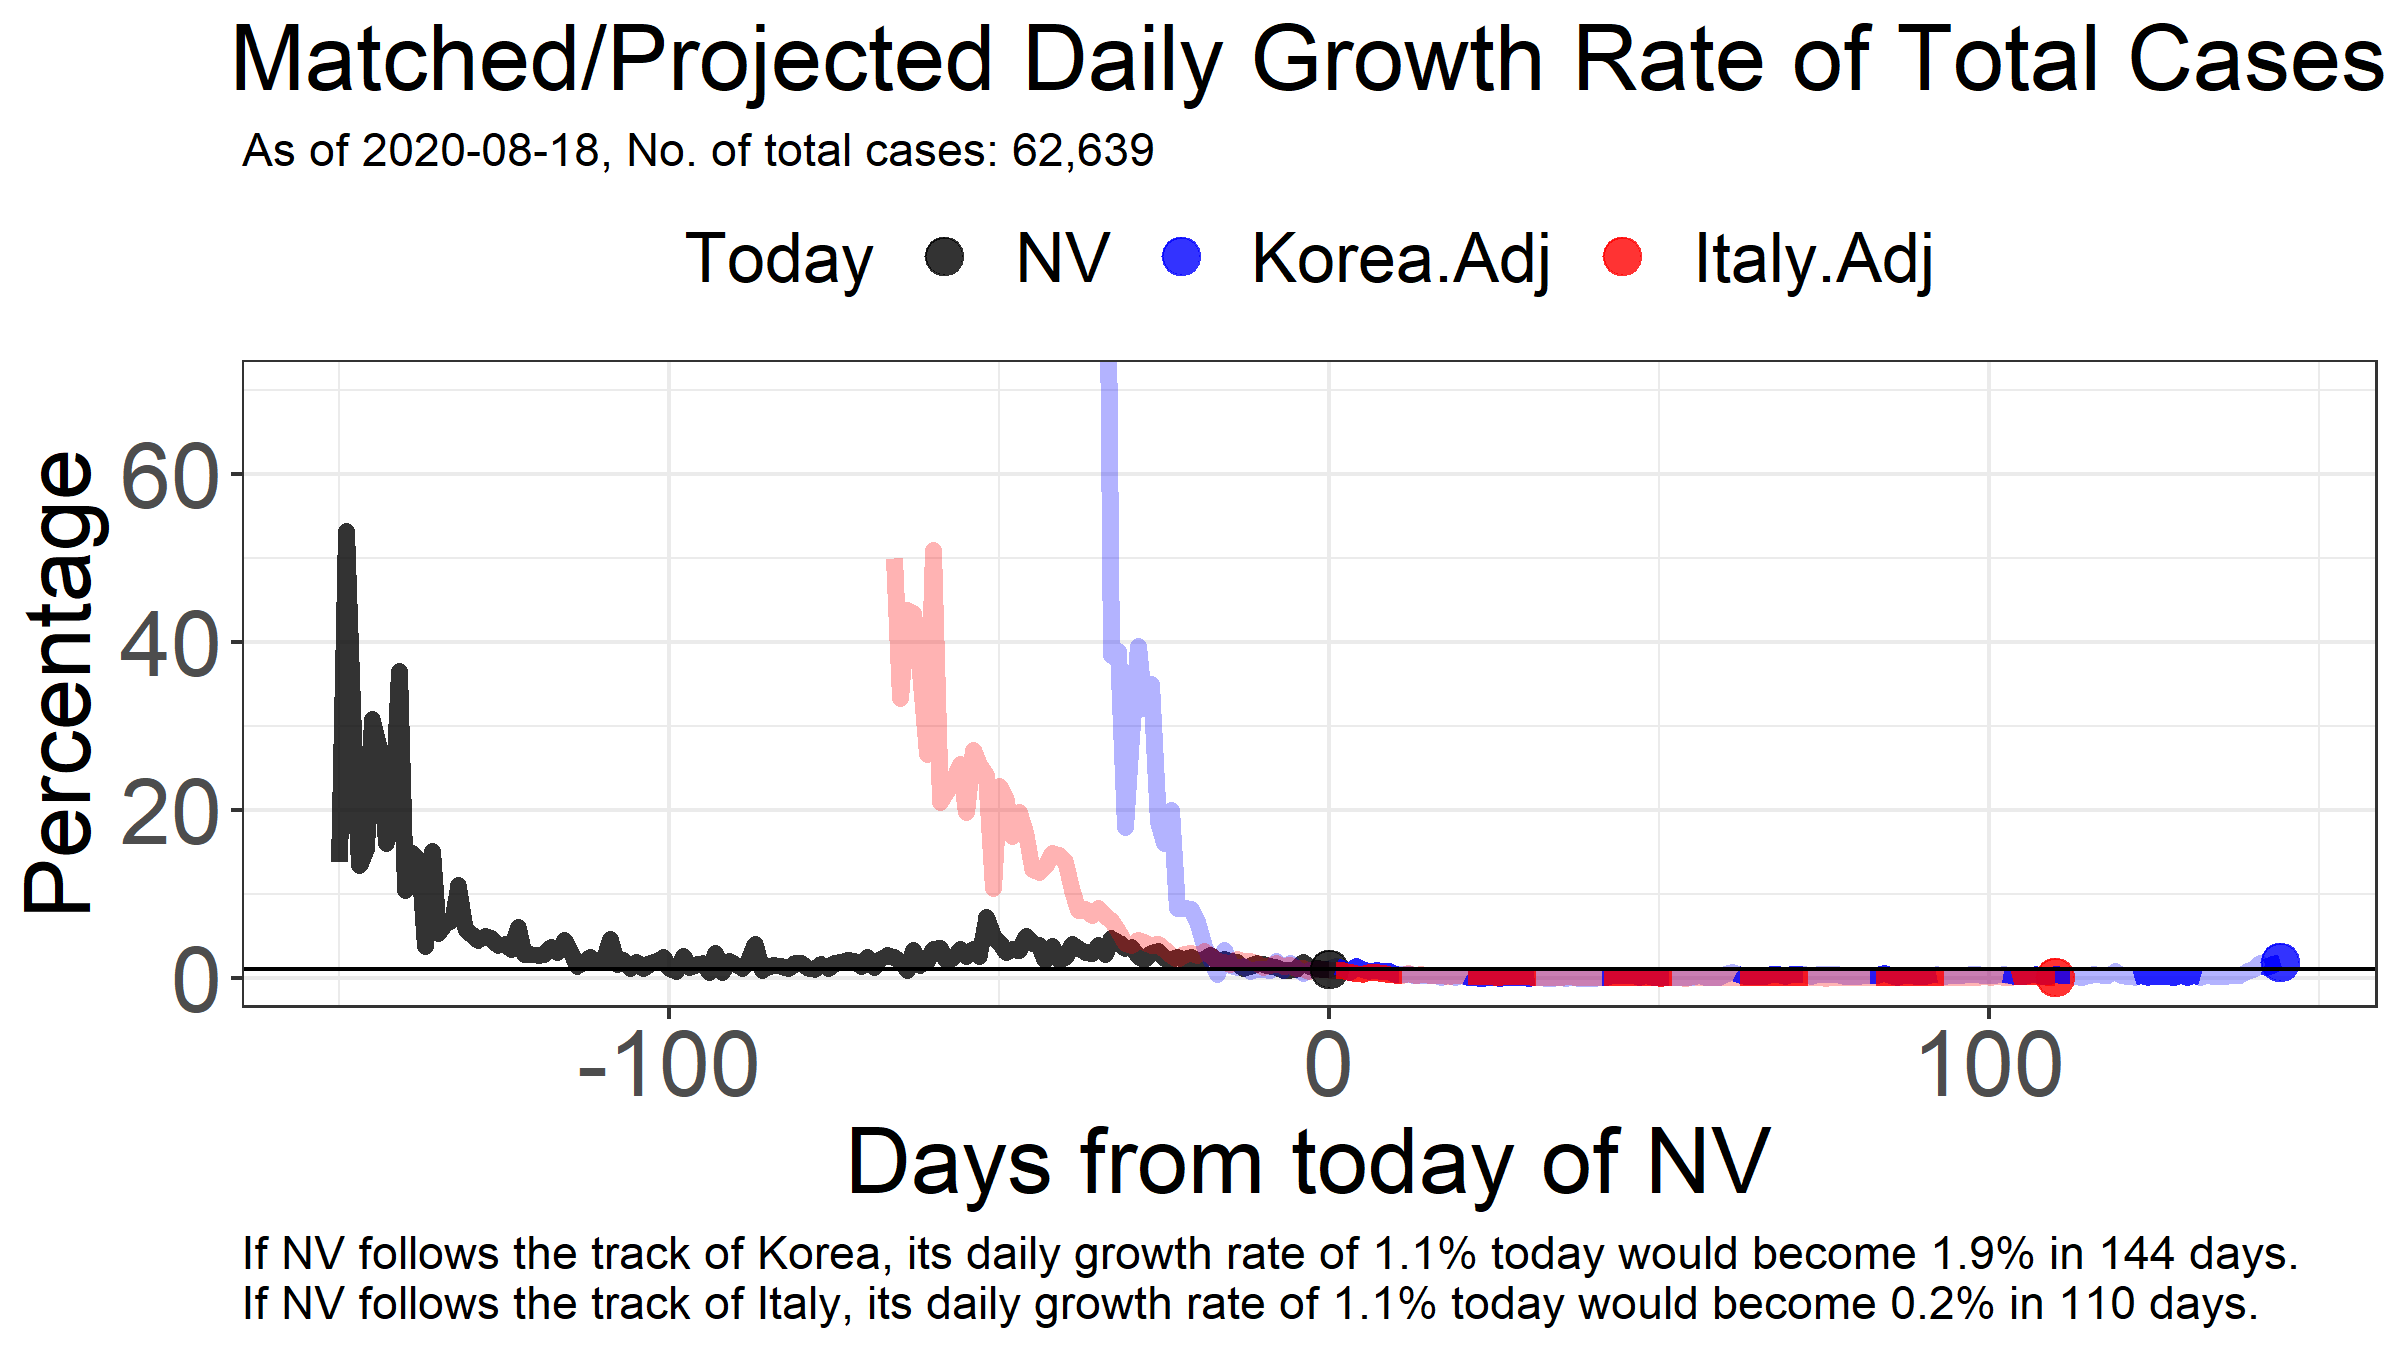 Matched/Projected Daily Growth Rate of Total Cases
As of 2020-08-18, No. of total cases: 62,639
Today NV Korea.Adj Italy.Adj
Percentage
60
40
20
0
-100 0 100
Days from today of NV
If NV follows the track of Korea, its daily growth rate of 1.1% today would become 1.9% in 144 days.
If NV follows the track of Italy, its daily growth rate of 1.1% today would become 0.2% in 110 days.